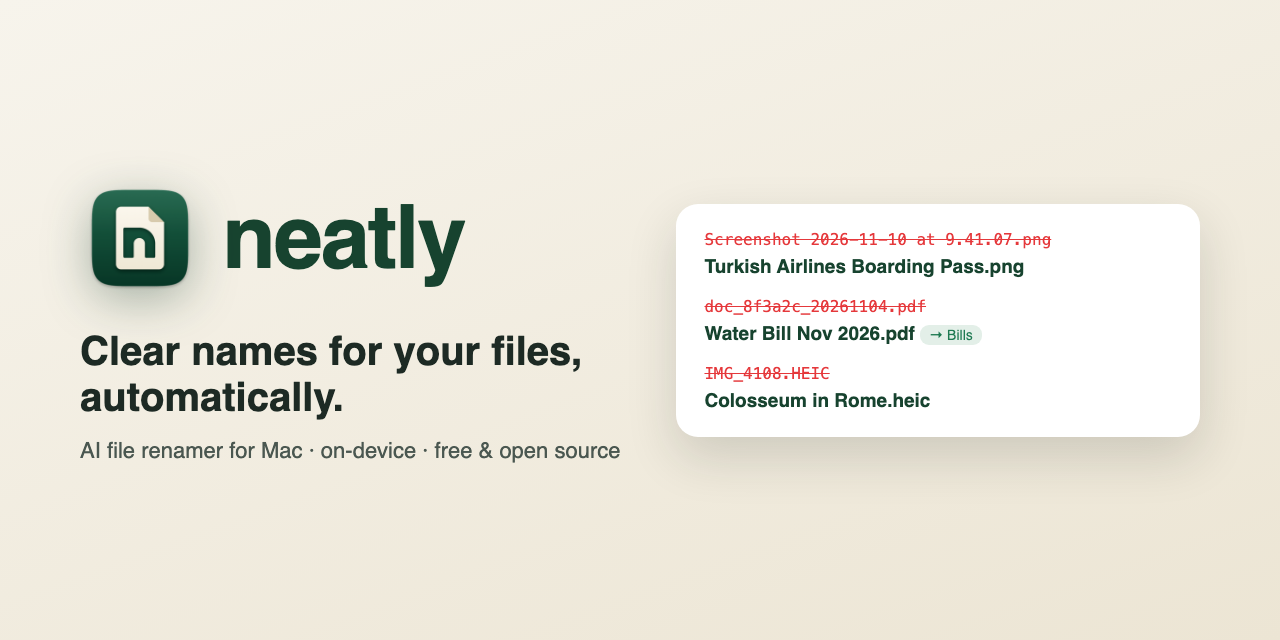 n
neatly
Clear names for your files,
automatically.
AI file renamer for Mac · on-device · free & open source
Screenshot 2026-11-10 at 9.41.07.png
Turkish Airlines Boarding Pass.png
doc_8f3a2c_20261104.pdf
Water Bill Nov 2026.pdf → Bills
IMG_4108.HEIC
Colosseum in Rome.heic